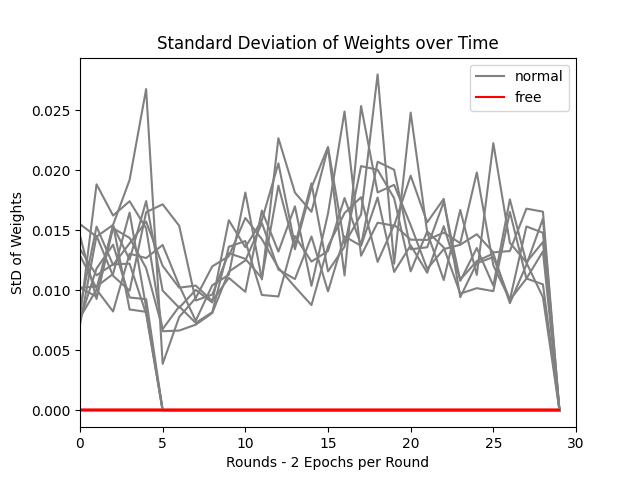 Standard Deviation of Weights over Time
normal
free
StD of Weights
0.025
0.020
0.015
0.010
0.005
0.000
0 5 10 15 20 25 30
Rounds - 2 Epochs per Round